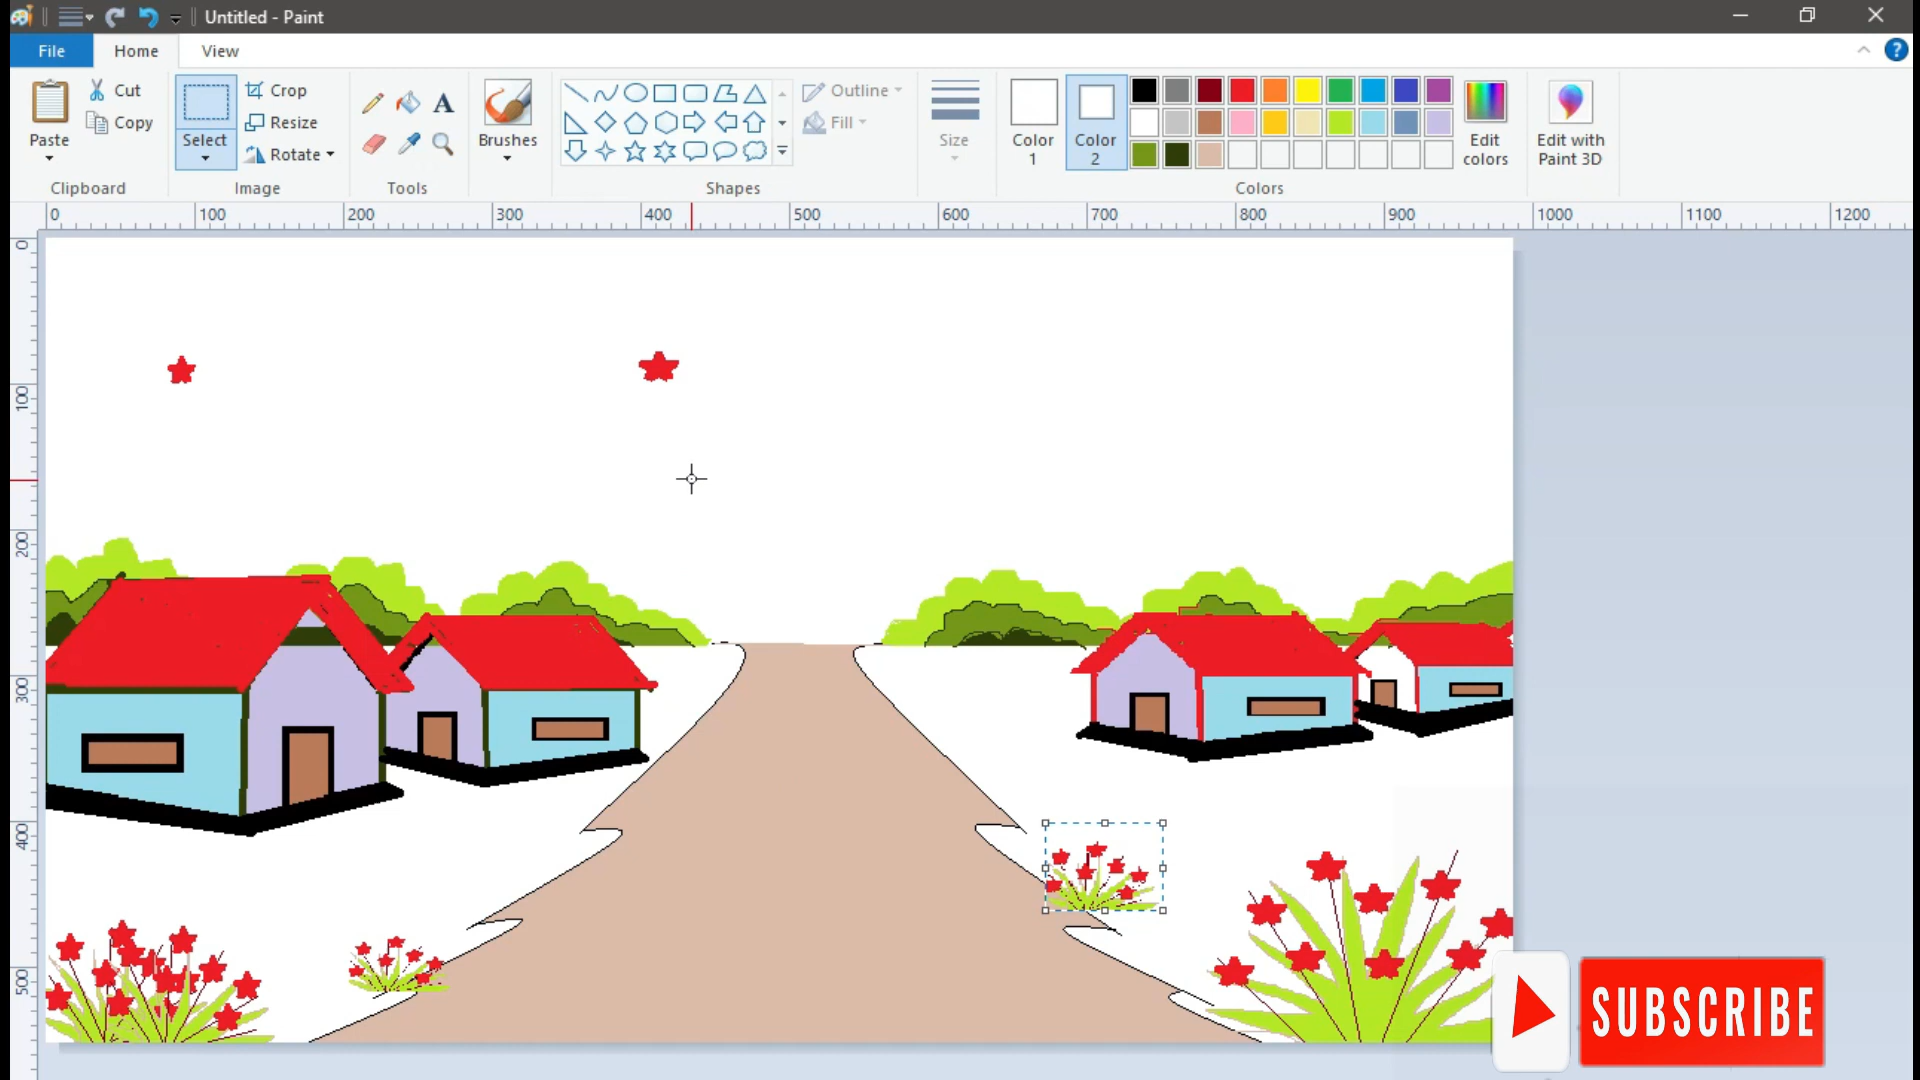 Untitled - Paint
File Home View
Paste
Cut
Copy
Clipboard
Select
Crop
Resize
Rotate
Image
Tools
Brushes
Shapes
Outline
Fill
Size
Color
1
Color
2
Colors
Edit
colors
Edit with
Paint 3D
0 100 200 300 400 500 600 700 800 900 1000 1100 1200
0
100
200
300
400
500
SUBSCRIBE